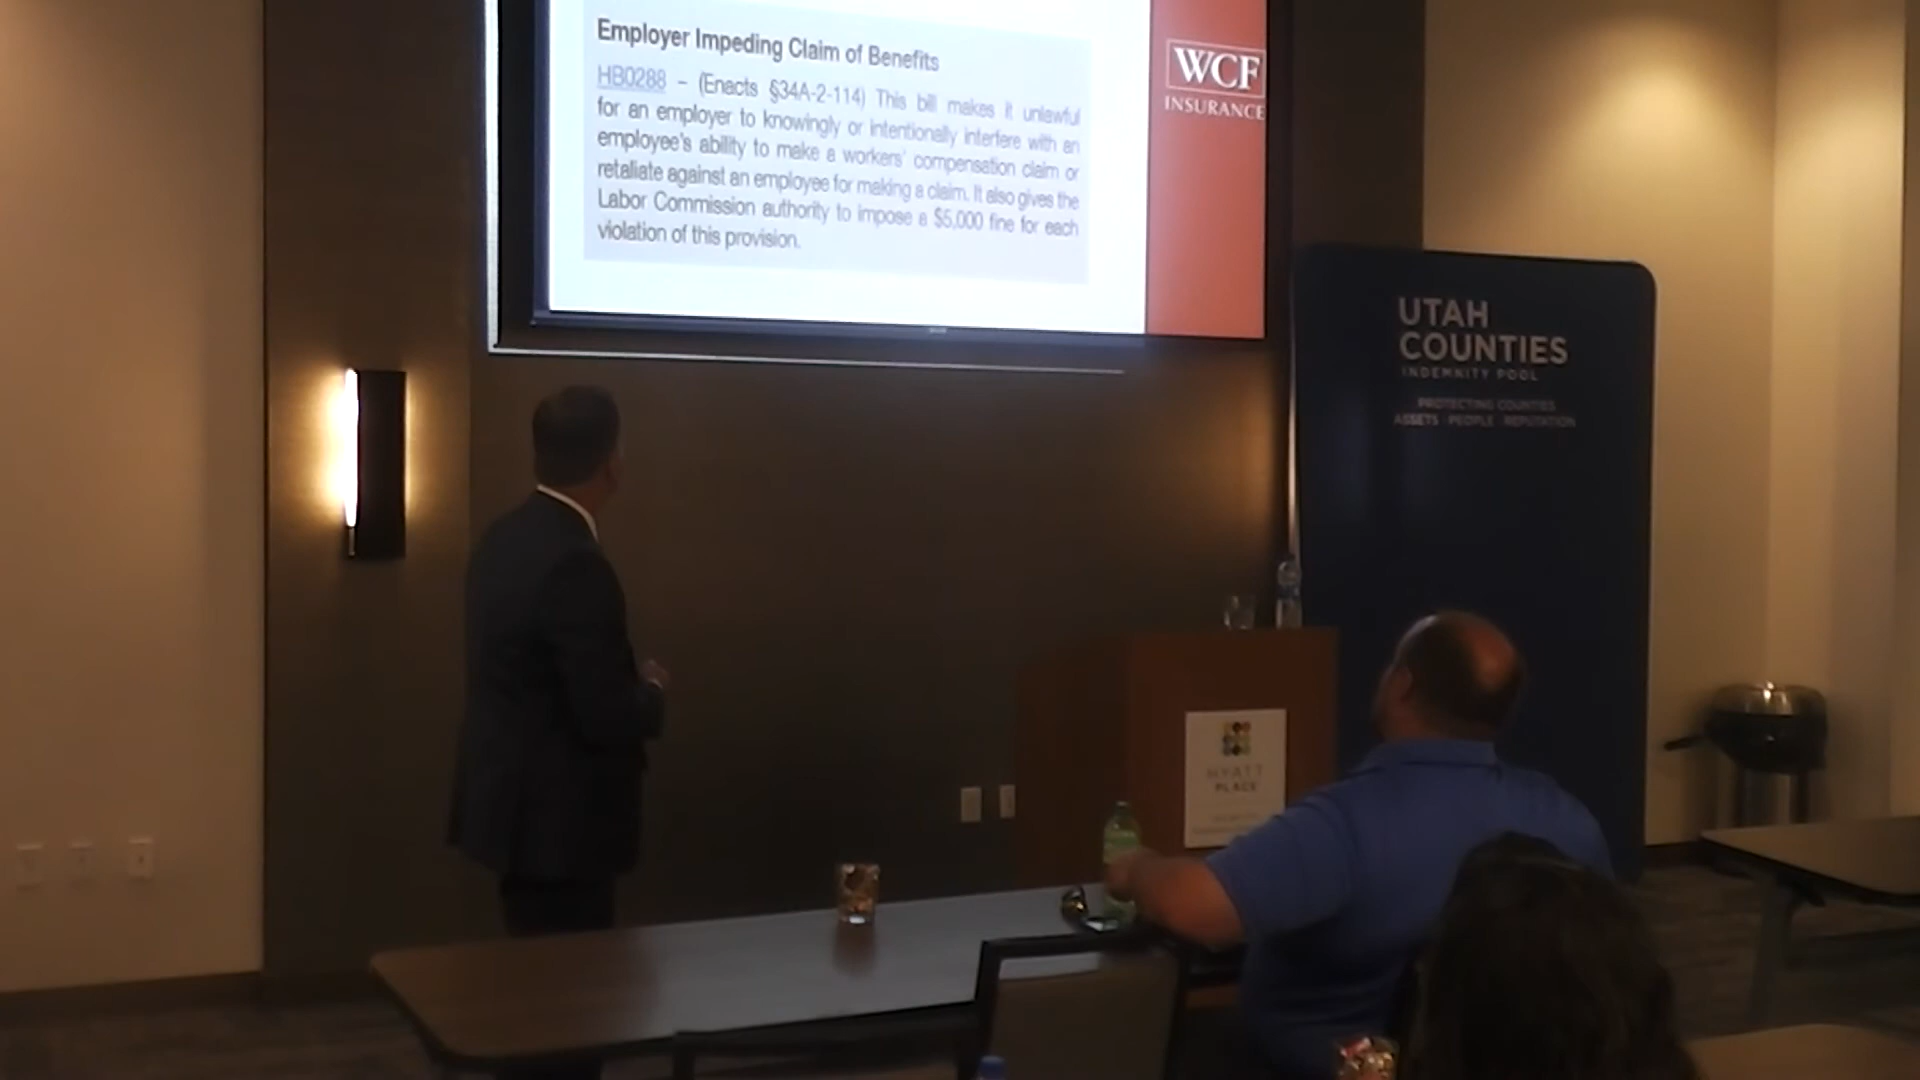 Employer Impeding Claim of Benefits
HB0288 – (Enacts §34A-2-114) This bill makes it unlawful
for an employer to knowingly or intentionally interfere with an
employee's ability to make a workers' compensation claim or
retaliate against an employee for making a claim. It also gives the
Labor Commission authority to impose a $5,000 fine for each
violation of this provision.
WCF
INSURANCE
UTAH
COUNTIES
INDEMNITY POOL
PROTECTING COUNTIES
ASSETS · PEOPLE · REPUTATION
HYATT
PLACE